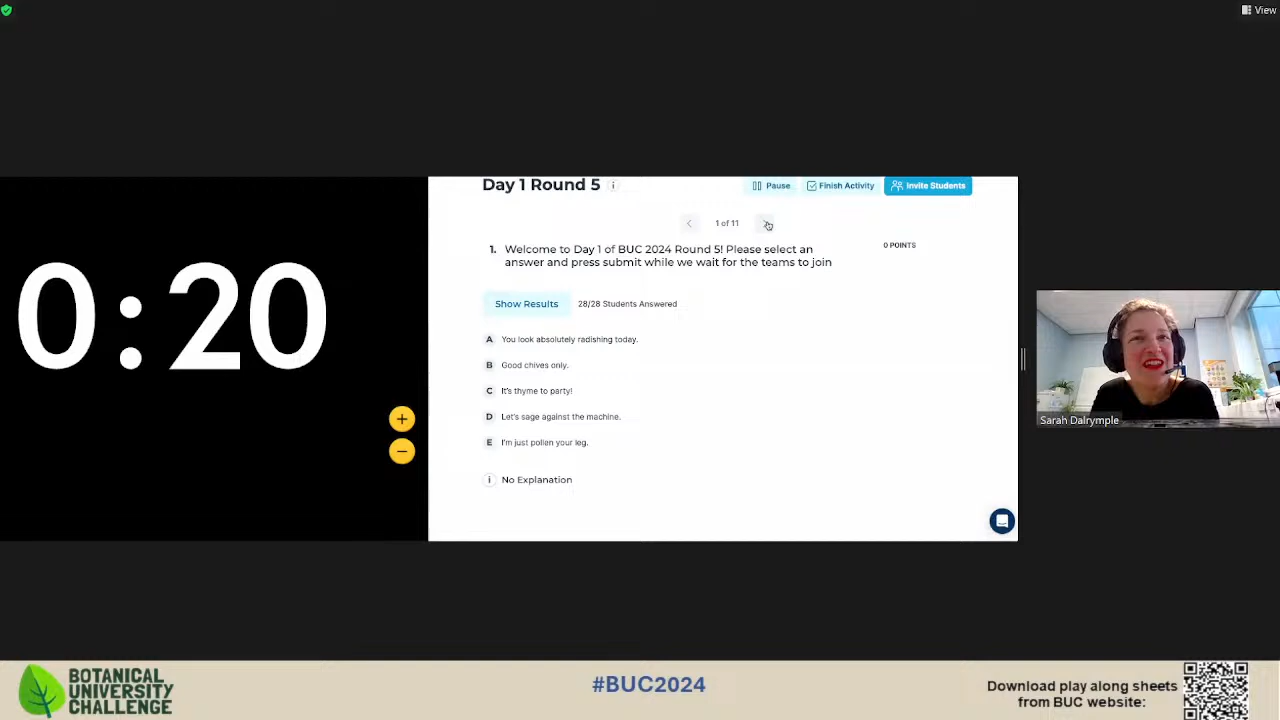 View
0:20
Day 1 Round 5
Pause
Finish Activity
Invite Students
1 of 11
1. Welcome to Day 1 of BUC 2024 Round 5! Please select an
answer and press submit while we wait for the teams to join
0 POINTS
Show Results
28/28 Students Answered
A You look absolutely radishing today.
B Good chives only.
C It's thyme to party!
D Let's sage against the machine.
E I'm just pollen your leg.
i No Explanation
Sarah Dalrymple
BOTANICAL
UNIVERSITY
CHALLENGE
#BUC2024
Download play along sheets
from BUC website: